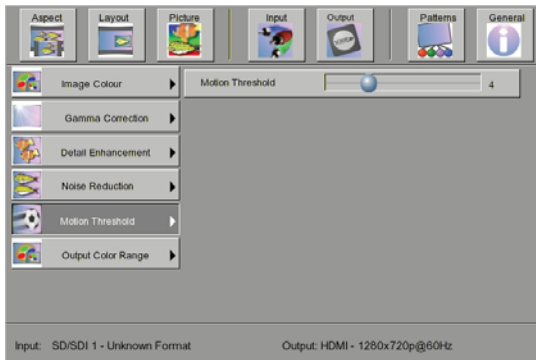 Aspect Layout Picture Input Output Patterns General
Image Colour
Motion Threshold 4
Gamma Correction
Detail Enhancement
Noise Reduction
Motion Threshold
Output Color Range
Input: SD/SDI 1 - Unknown Format Output: HDMI - 1280x720p@60Hz